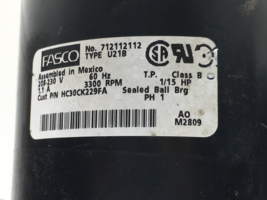 FASCO No. 712112112
TYPE U21B
Assembled in Mexico
208-230 V 60 Hz T.P. Class B
1.1 A 3300 RPM 1/15 HP
Cust P/N HC30CK229FA Sealed Ball Brg
PH 1
AO
M2809